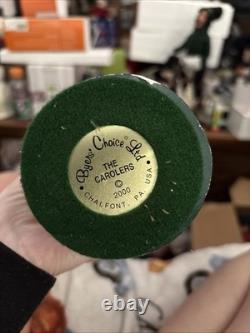 Byers' Choice Ltd
THE
CAROLERS
©
2000
CHALFONT, PA. USA